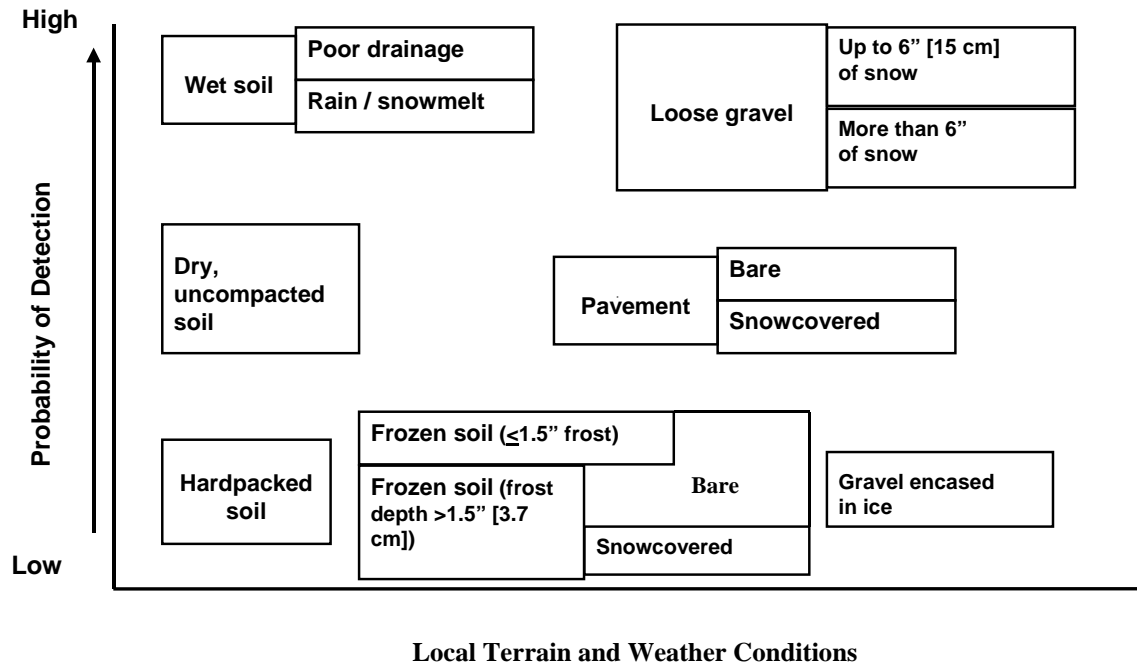 High
Poor drainage
Wet soil
Rain / snowmelt
Up to 6” [15 cm]
of snow
Loose gravel
More than 6”
of snow
Probability of Detection
Dry,
uncompacted
soil
Bare
Pavement
Snowcovered
Frozen soil (≤1.5” frost)
Hardpacked
soil
Frozen soil (frost
depth >1.5” [3.7
cm])
Bare
Snowcovered
Gravel encased
in ice
Low
Local Terrain and Weather Conditions